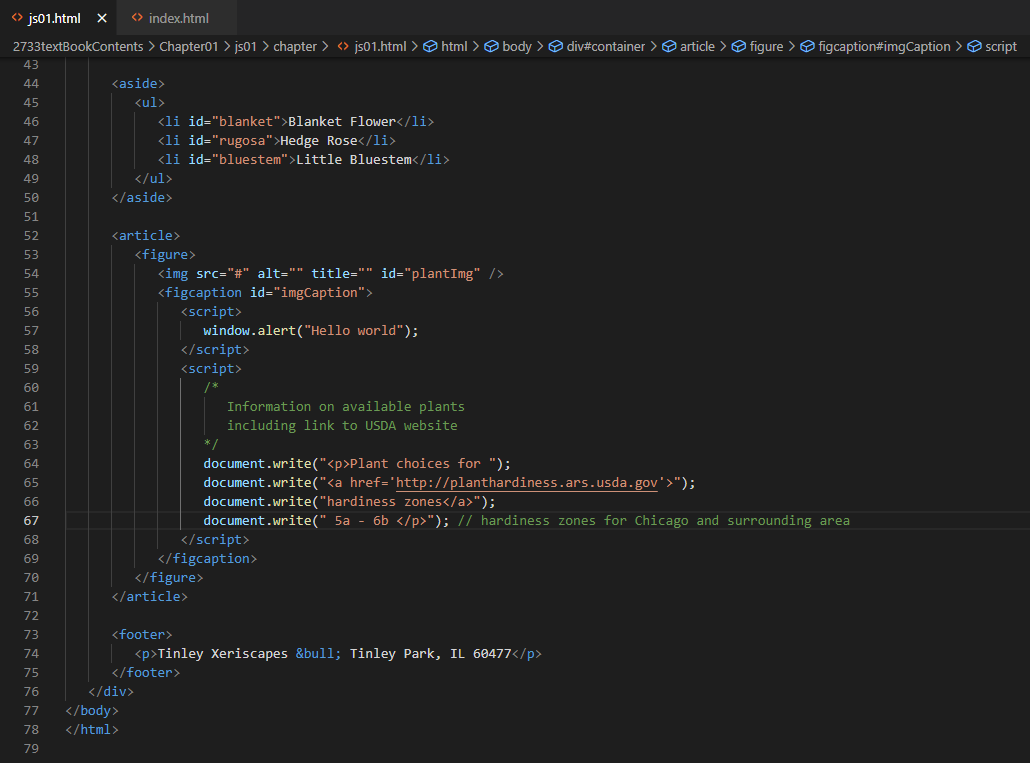 js01.html × index.html
2733textBookContents > Chapter01 > js01 > chapter > js01.html > html > body > div#container > article > figure > figcaption#imgCaption > script
43
44 <aside>
45 <ul>
46 <li id="blanket">Blanket Flower</li>
47 <li id="rugosa">Hedge Rose</li>
48 <li id="bluestem">Little Bluestem</li>
49 </ul>
50 </aside>
51
52 <article>
53 <figure>
54 <img src="#" alt="" title="" id="plantImg" />
55 <figcaption id="imgCaption">
56 <script>
57 window.alert("Hello world");
58 </script>
59 <script>
60 /*
61 Information on available plants
62 including link to USDA website
63 */
64 document.write("<p>Plant choices for ");
65 document.write("<a href='http://planthardiness.ars.usda.gov'>");
66 document.write("hardiness zones</a>");
67 document.write(" 5a - 6b </p>"); // hardiness zones for Chicago and surrounding area
68 </script>
69 </figcaption>
70 </figure>
71 </article>
72
73 <footer>
74 <p>Tinley Xeriscapes &bull; Tinley Park, IL 60477</p>
75 </footer>
76 </div>
77 </body>
78 </html>
79